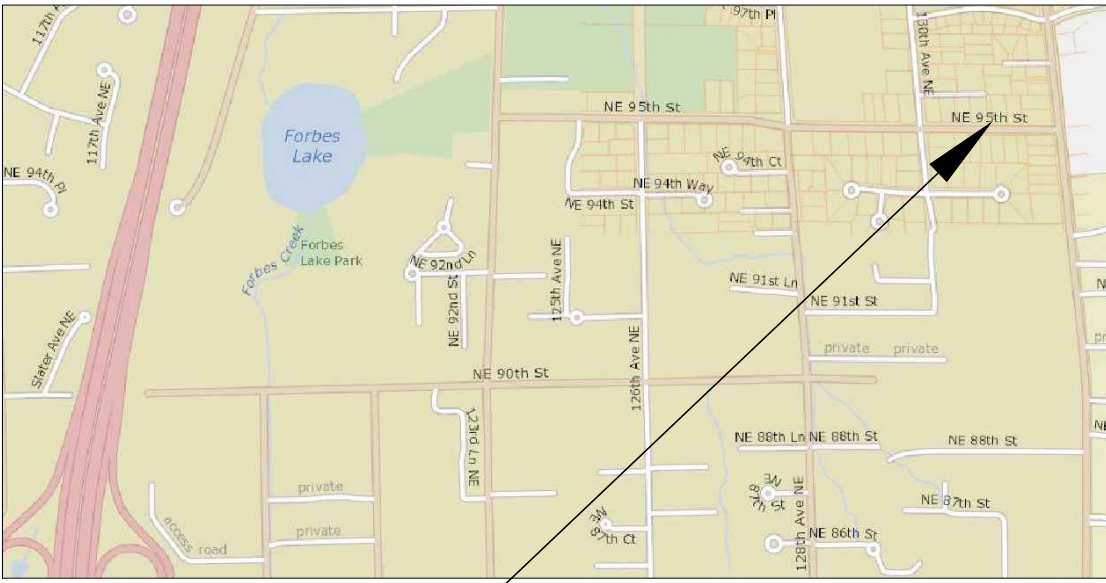 117th Pl
97th Pl
130th Ave NE
NE 95th St
NE 95th St
117th Ave NE
Forbes
Lake
NE 94th Ct
NE 94th Pl
NE 94th Way
NE 94th St
Forbes
Lake Park
Forbes Creek
NE 92nd Ln
125th Ave NE
NE 91st Ln
NE 92nd St
NE 91st St
Slater Ave NE
private
private
126th Ave NE
NE 90th St
123rd Ln NE
NE 88th Ln
NE 88th St
NE 88th St
private
NE 87th St
access road
private
NE
87th Ct
128th Ave NE
NE 86th St